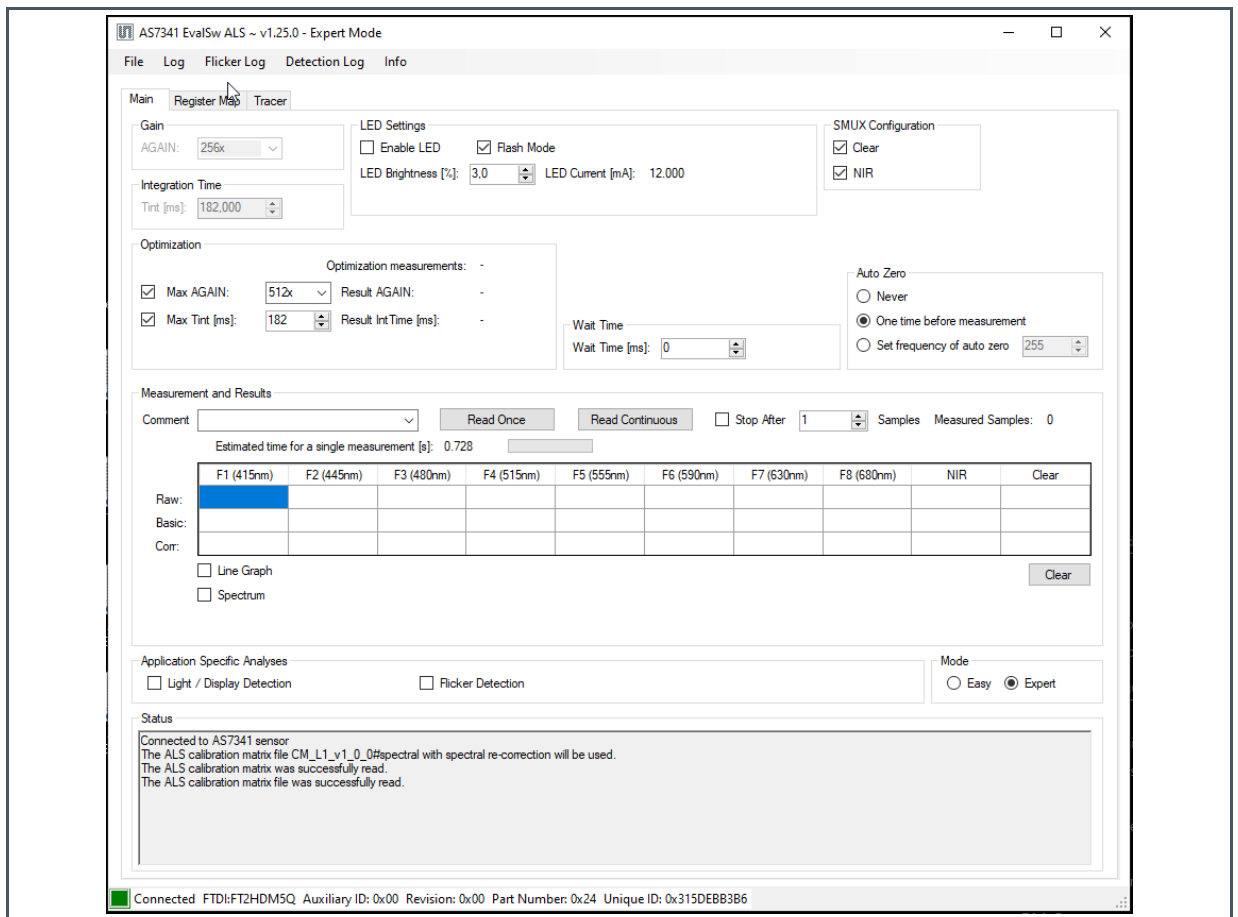 AS7341 EvalSw ALS ~ v1.25.0 - Expert Mode
File Log Flicker Log Detection Log Info
Main Register Map Tracer
Gain
AGAIN: 256x
Integration Time
Tint [ms]: 182,000
LED Settings
Enable LED Flash Mode
LED Brightness [%]: 3,0 LED Current [mA]: 12.000
SMUX Configuration
Clear
NIR
Optimization
Optimization measurements: -
Max AGAIN: 512x Result AGAIN: -
Max Tint [ms]: 182 Result IntTime [ms]: -
Wait Time
Wait Time [ms]: 0
Auto Zero
Never
One time before measurement
Set frequency of auto zero 255
Measurement and Results
Comment Read Once Read Continuous Stop After 1 Samples Measured Samples: 0
Estimated time for a single measurement [s]: 0.728
F1 (415nm) F2 (445nm) F3 (480nm) F4 (515nm) F5 (555nm) F6 (590nm) F7 (630nm) F8 (680nm) NIR Clear
Raw:
Basic:
Corr:
Line Graph
Clear
Spectrum
Application Specific Analyses
Light / Display Detection Flicker Detection
Mode
Easy Expert
Status
Connected to AS7341 sensor
The ALS calibration matrix file CM_L1_v1_0_0#spectral with spectral re-correction will be used.
The ALS calibration matrix was successfully read.
The ALS calibration matrix file was successfully read.
Connected FTDI:FT2HDM5Q Auxiliary ID: 0x00 Revision: 0x00 Part Number: 0x24 Unique ID: 0x315DEBB3B6